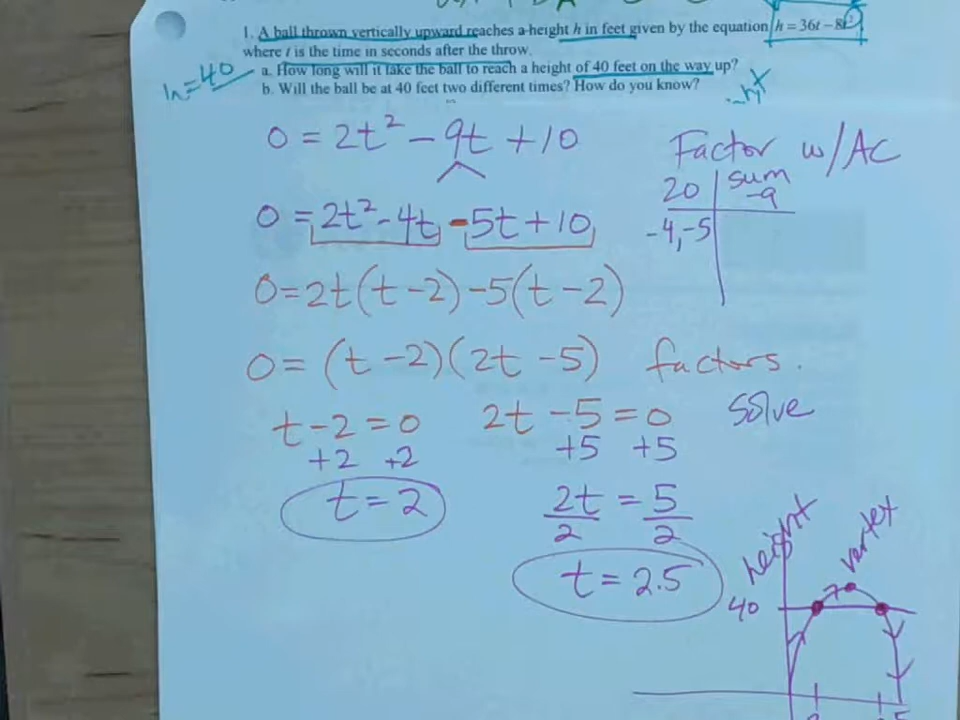 1. A ball thrown vertically upward reaches a height h in feet given by the equation h = 36t – 8t²
where t is the time in seconds after the throw.
h=40
a. How long will it take the ball to reach a height of 40 feet on the way up?
b. Will the ball be at 40 feet two different times? How do you know?
0 = 2t² - 9t + 10
Factor w/AC
20 sum
-9
0 = 2t² - 4t - 5t + 10
-4, -5
0 = 2t(t - 2) - 5(t - 2)
0 = (t - 2)(2t - 5) factors.
t - 2 = 0 2t - 5 = 0 solve
+2 +2 +5 +5
t = 2
2t = 5
2 2
t = 2.5
height
vertex
40